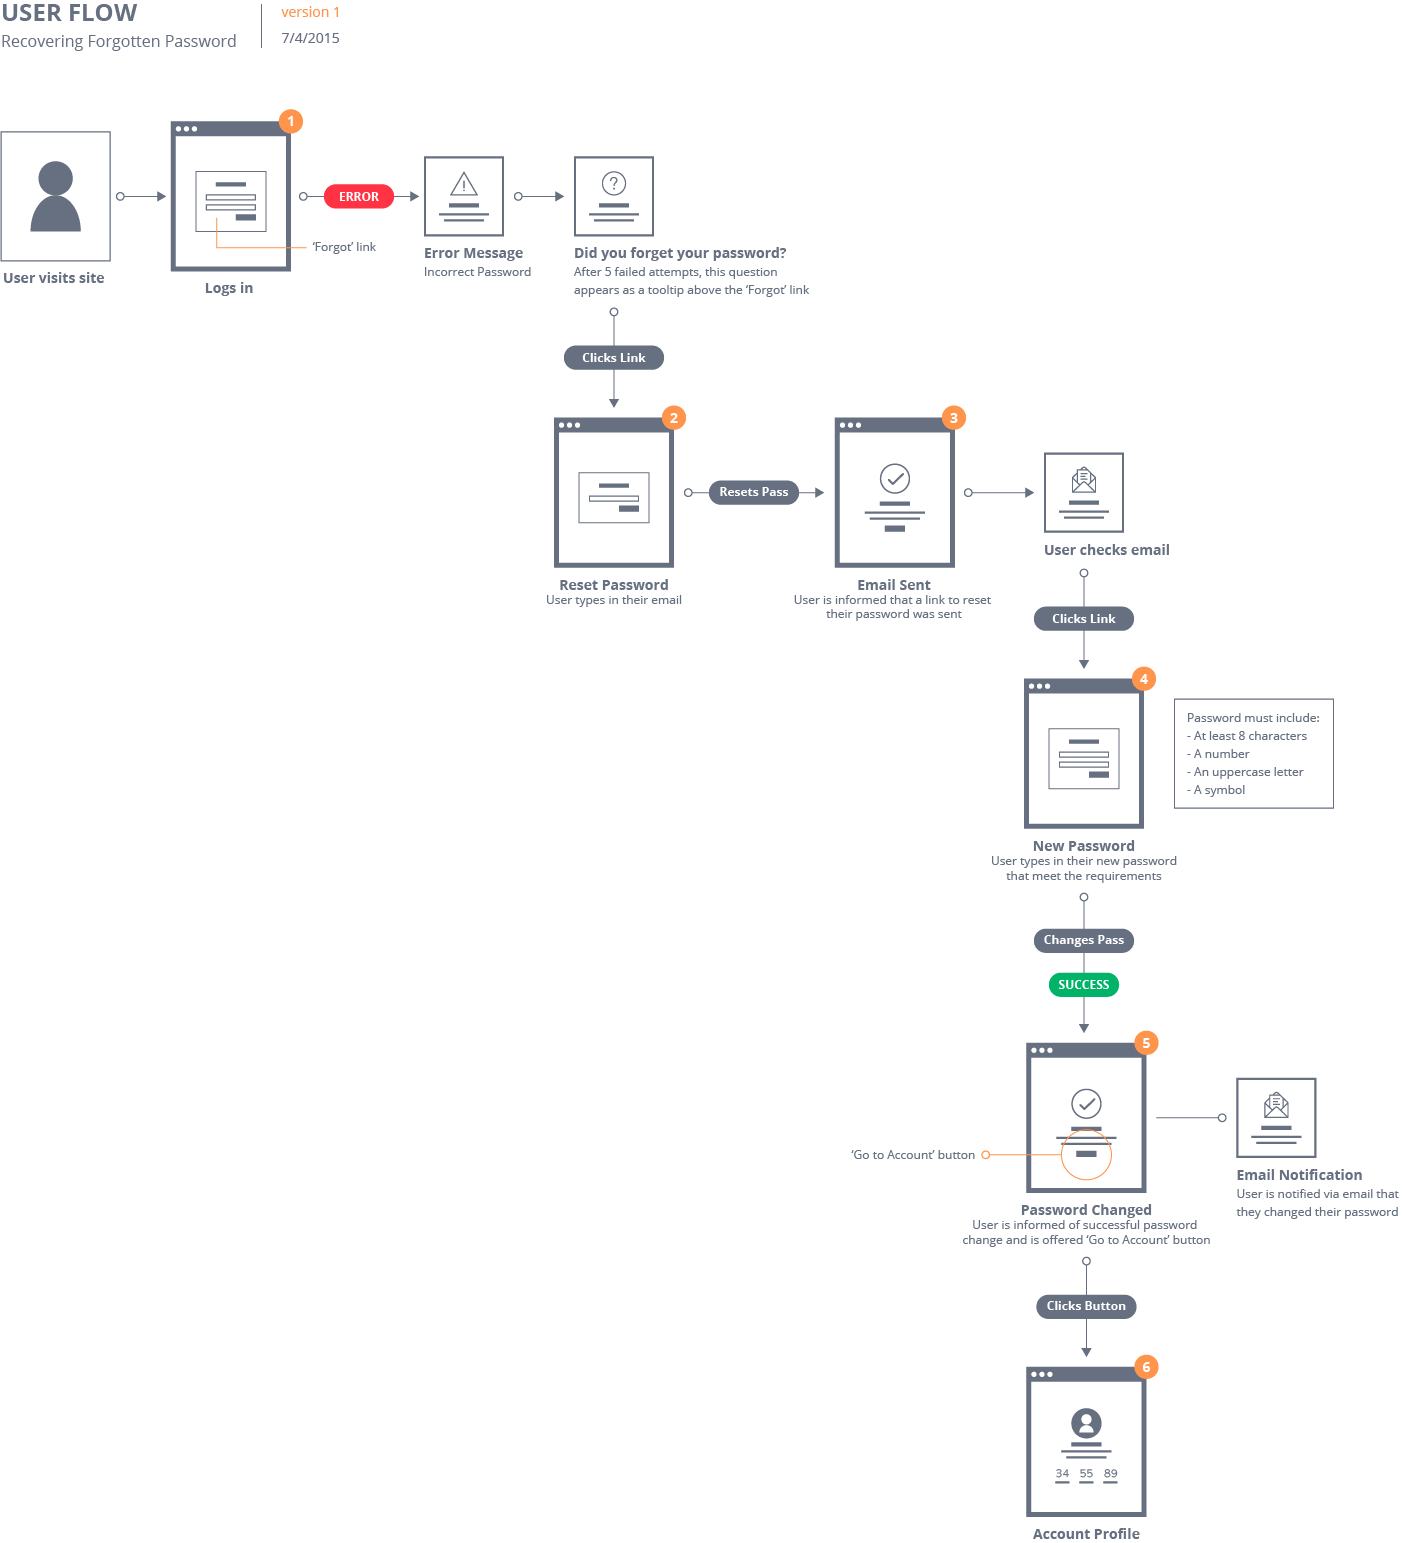 USER FLOW
Recovering Forgotten Password
version 1
7/4/2015
1
ERROR
‘Forgot’ link
User visits site
Logs in
Error Message
Incorrect Password
Did you forget your password?
After 5 failed attempts, this question
appears as a tooltip above the ‘Forgot’ link
Clicks Link
2
Resets Pass
3
Reset Password
User types in their email
Email Sent
User is informed that a link to reset
their password was sent
User checks email
Clicks Link
4
Password must include:
- At least 8 characters
- A number
- An uppercase letter
- A symbol
New Password
User types in their new password
that meet the requirements
Changes Pass
SUCCESS
5
‘Go to Account’ button
Email Notification
User is notified via email that
they changed their password
Password Changed
User is informed of successful password
change and is offered ‘Go to Account’ button
Clicks Button
6
34 55 89
Account Profile